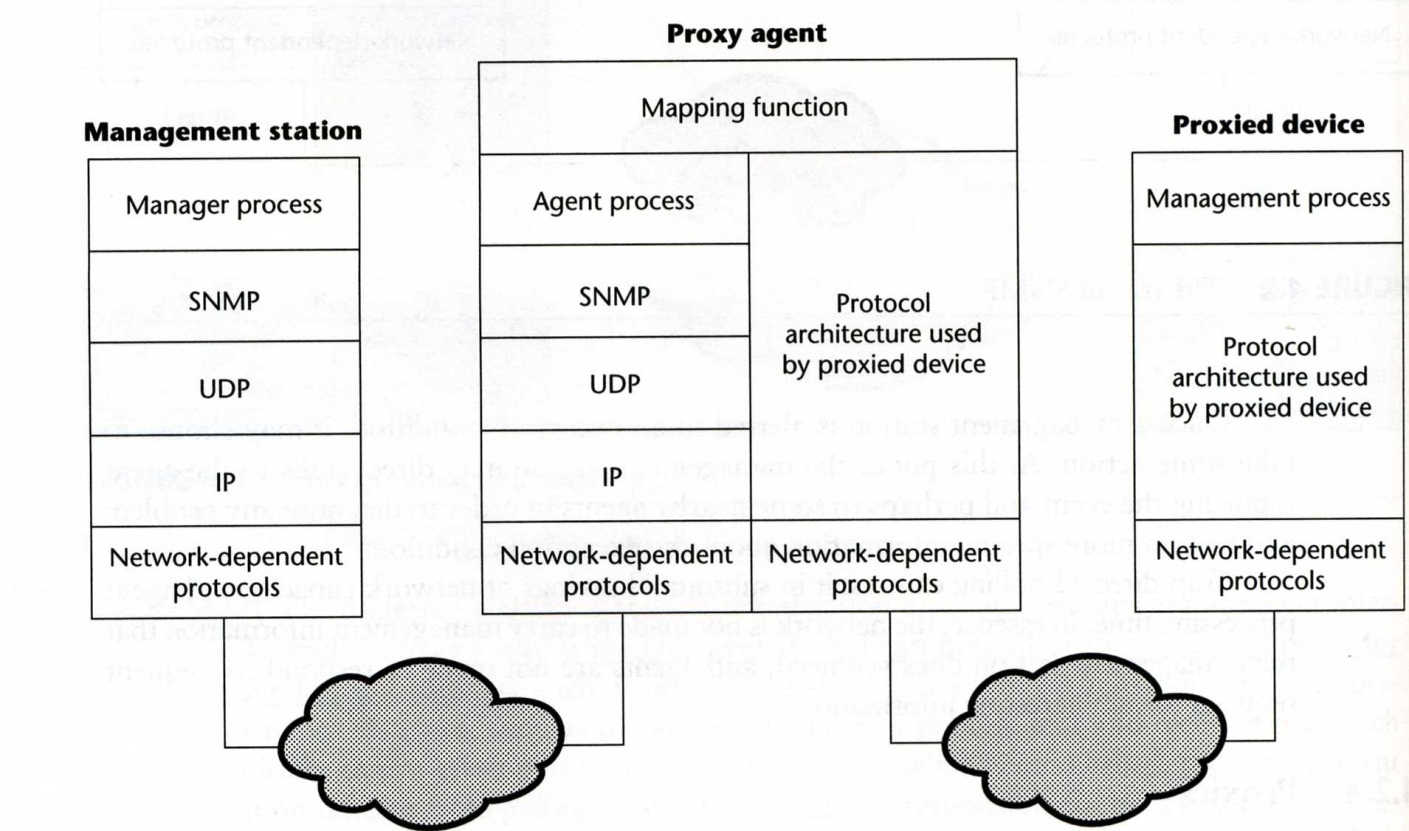 Proxy agent
Mapping function
Management station
Manager process
SNMP
UDP
IP
Network-dependent
protocols
Agent process
SNMP
UDP
IP
Network-dependent
protocols
Protocol
architecture used
by proxied device
Network-dependent
protocols
Proxied device
Management process
Protocol
architecture used
by proxied device
Network-dependent
protocols